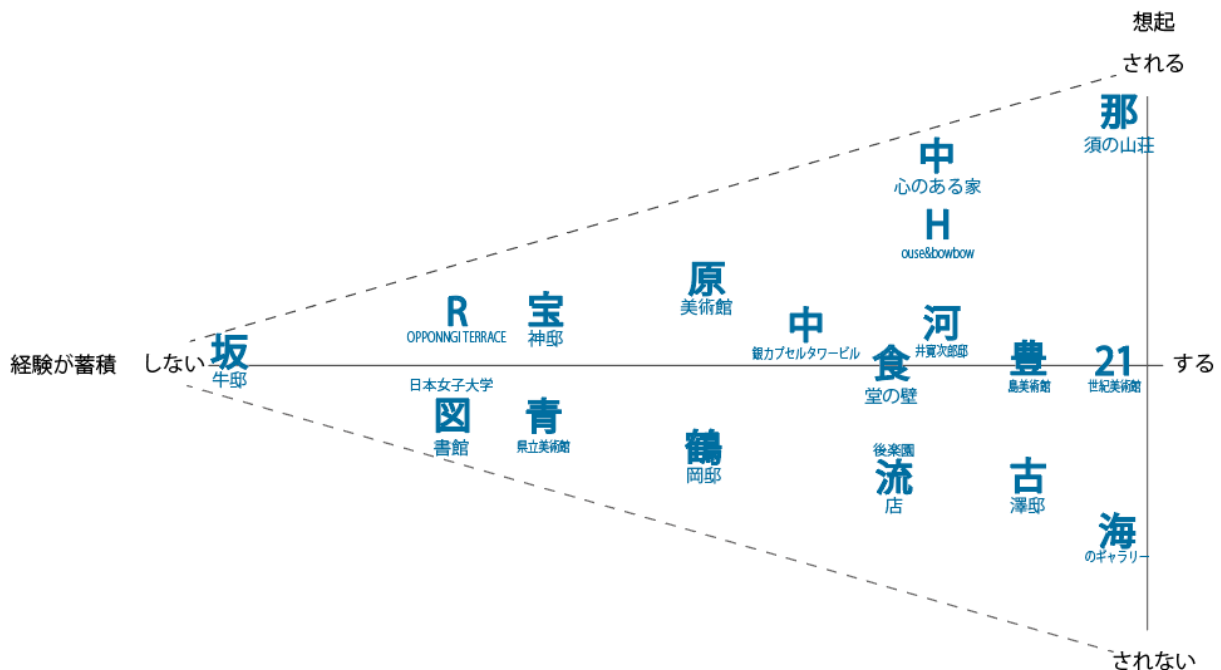 想起
される
那
須の山荘
中
心のある家
H
ouse&bowbow
原
美術館
R
OPPONNGI TERRACE
宝
神邸
中
銀カプセルタワービル
河
井寛次郎邸
経験が蓄積 しない
坂
牛邸
食
堂の壁
豊
島美術館
21
世紀美術館
する
日本女子大学
図
書館
青
県立美術館
鶴
岡邸
後楽園
流
店
古
澤邸
海
のギャラリー
されない